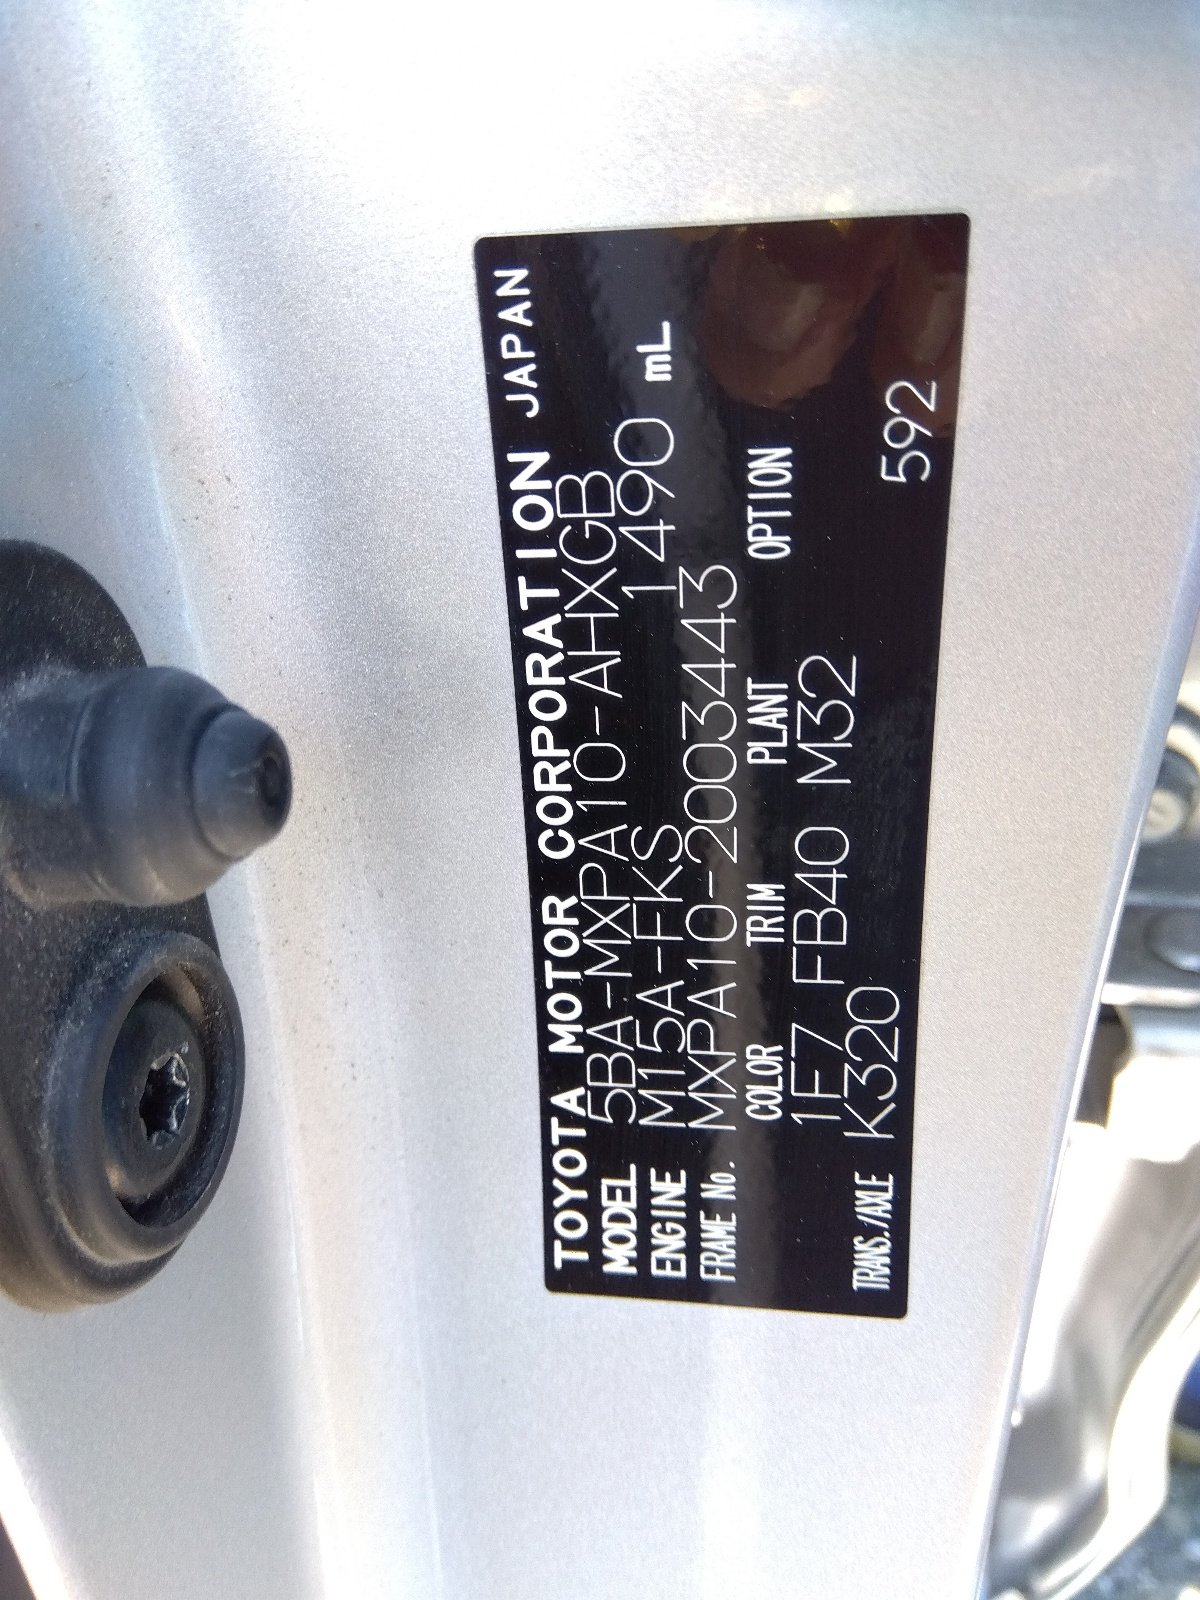 TOYOTA MOTOR CORPORATION JAPAN
MODEL 5BA-MXPA10-AHXGB
ENGINE M15A-FKS 1490 mL
FRAME No. MXPA10-2003443
COLOR TRIM PLANT OPTION
1F7 FB40 M32
TRANS./AXLE K320 592